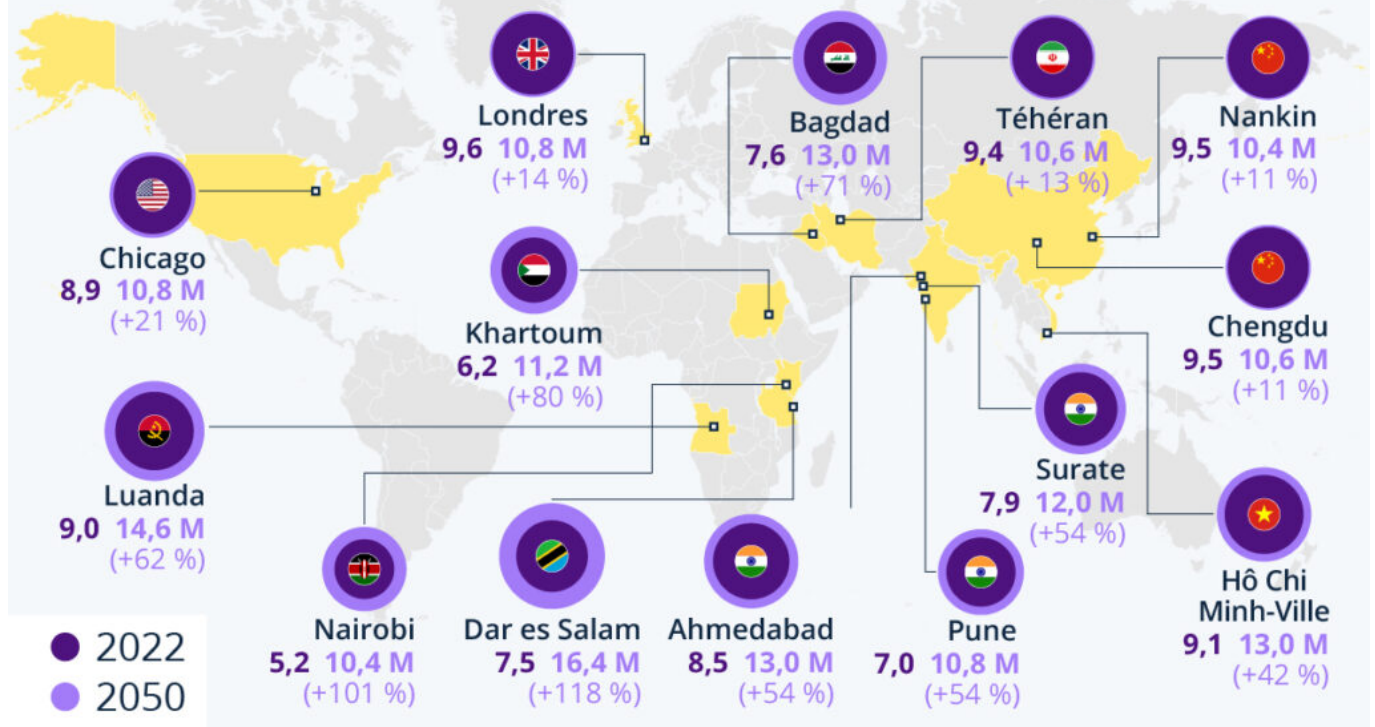 Londres
9,6 10,8 M
(+14 %)
Bagdad
7,6 13,0 M
(+71 %)
Téhéran
9,4 10,6 M
(+ 13 %)
Nankin
9,5 10,4 M
(+11 %)
Chicago
8,9 10,8 M
(+21 %)
Khartoum
6,2 11,2 M
(+80 %)
Chengdu
9,5 10,6 M
(+11 %)
Luanda
9,0 14,6 M
(+62 %)
Surate
7,9 12,0 M
(+54 %)
Nairobi
5,2 10,4 M
(+101 %)
Dar es Salam
7,5 16,4 M
(+118 %)
Ahmedabad
8,5 13,0 M
(+54 %)
Pune
7,0 10,8 M
(+54 %)
Hô Chi
Minh-Ville
9,1 13,0 M
(+42 %)
2022
2050